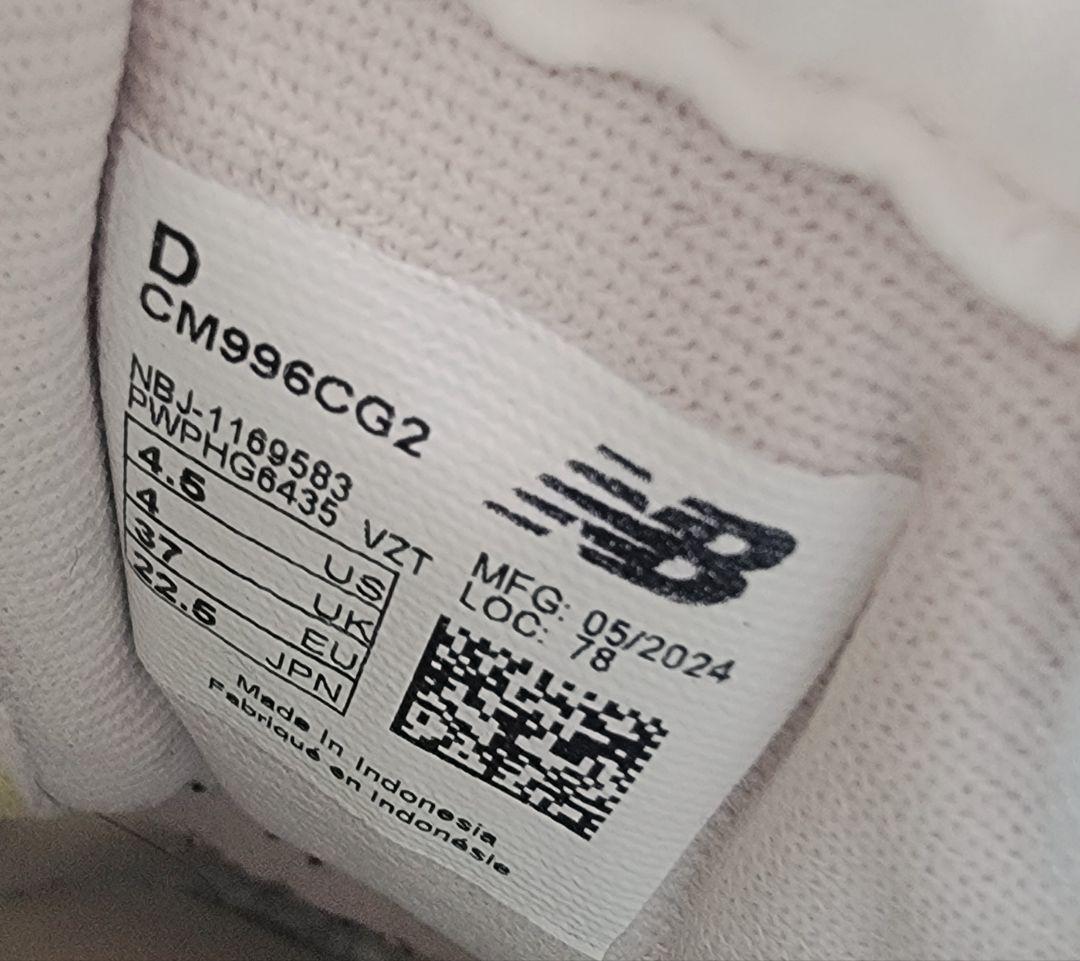 D
CM996CG2
NBJ-1169583
PWPHG6435 VZT
4.5 US
4 UK
37 EU
22.5 JPN
NB
MFG: 05/2024
LOC: 78
Made In Indonesia
Fabriqué en Indonésie